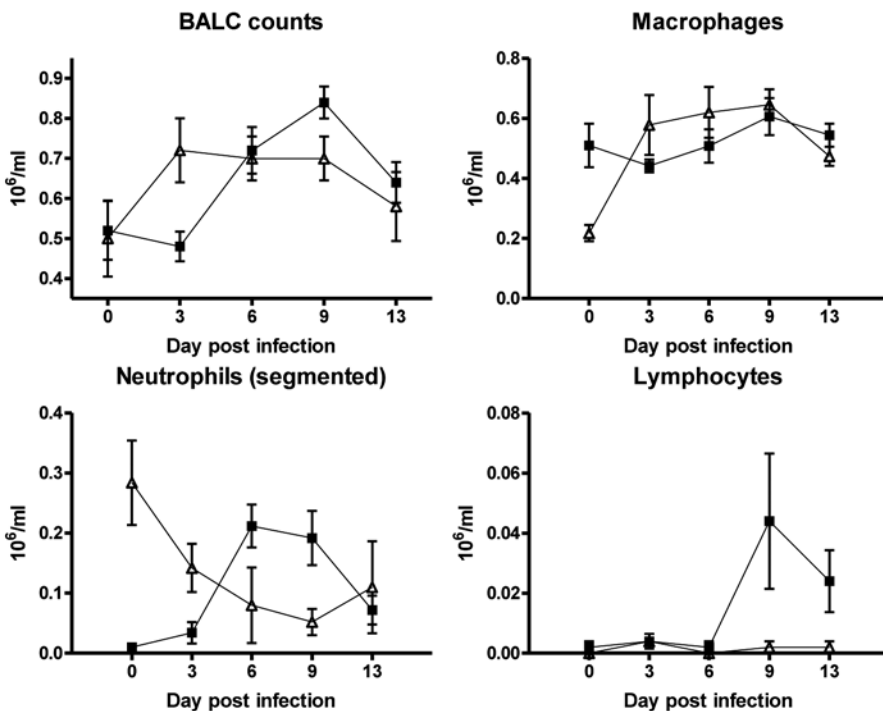 BALC counts
10⁶/ml
0.9
0.8
0.7
0.6
0.5
0.4
0 3 6 9 13
Day post infection
Macrophages
10⁶/ml
0.8
0.6
0.4
0.2
0.0
0 3 6 9 13
Day post infection
Neutrophils (segmented)
10⁶/ml
0.4
0.3
0.2
0.1
0.0
0 3 6 9 13
Day post infection
Lymphocytes
10⁶/ml
0.08
0.06
0.04
0.02
0.00
0 3 6 9 13
Day post infection